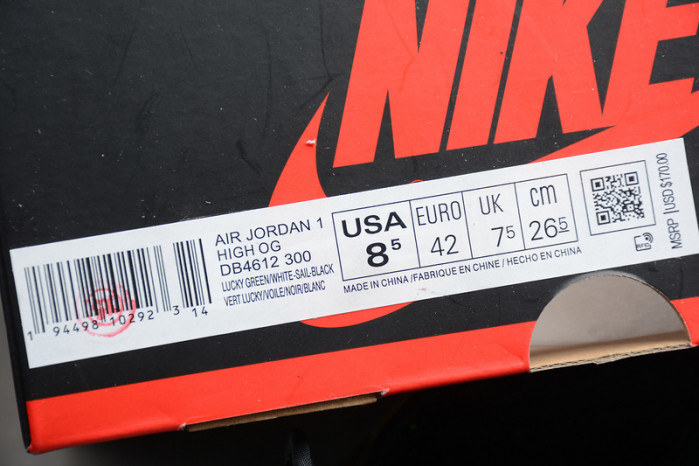 NIKE
AIR JORDAN 1
HIGH OG
DB4612 300
LUCKY GREEN/WHITE-SAIL-BLACK
VERT LUCKY/VOILE/NOIR/BLANC
1 94498 10292 3 14
USA
8⁵
EURO
42
UK
7⁵
cm
26⁵
MADE IN CHINA /FABRIQUE EN CHINE / HECHO EN CHINA
RFID
MSRP |USD $170.00